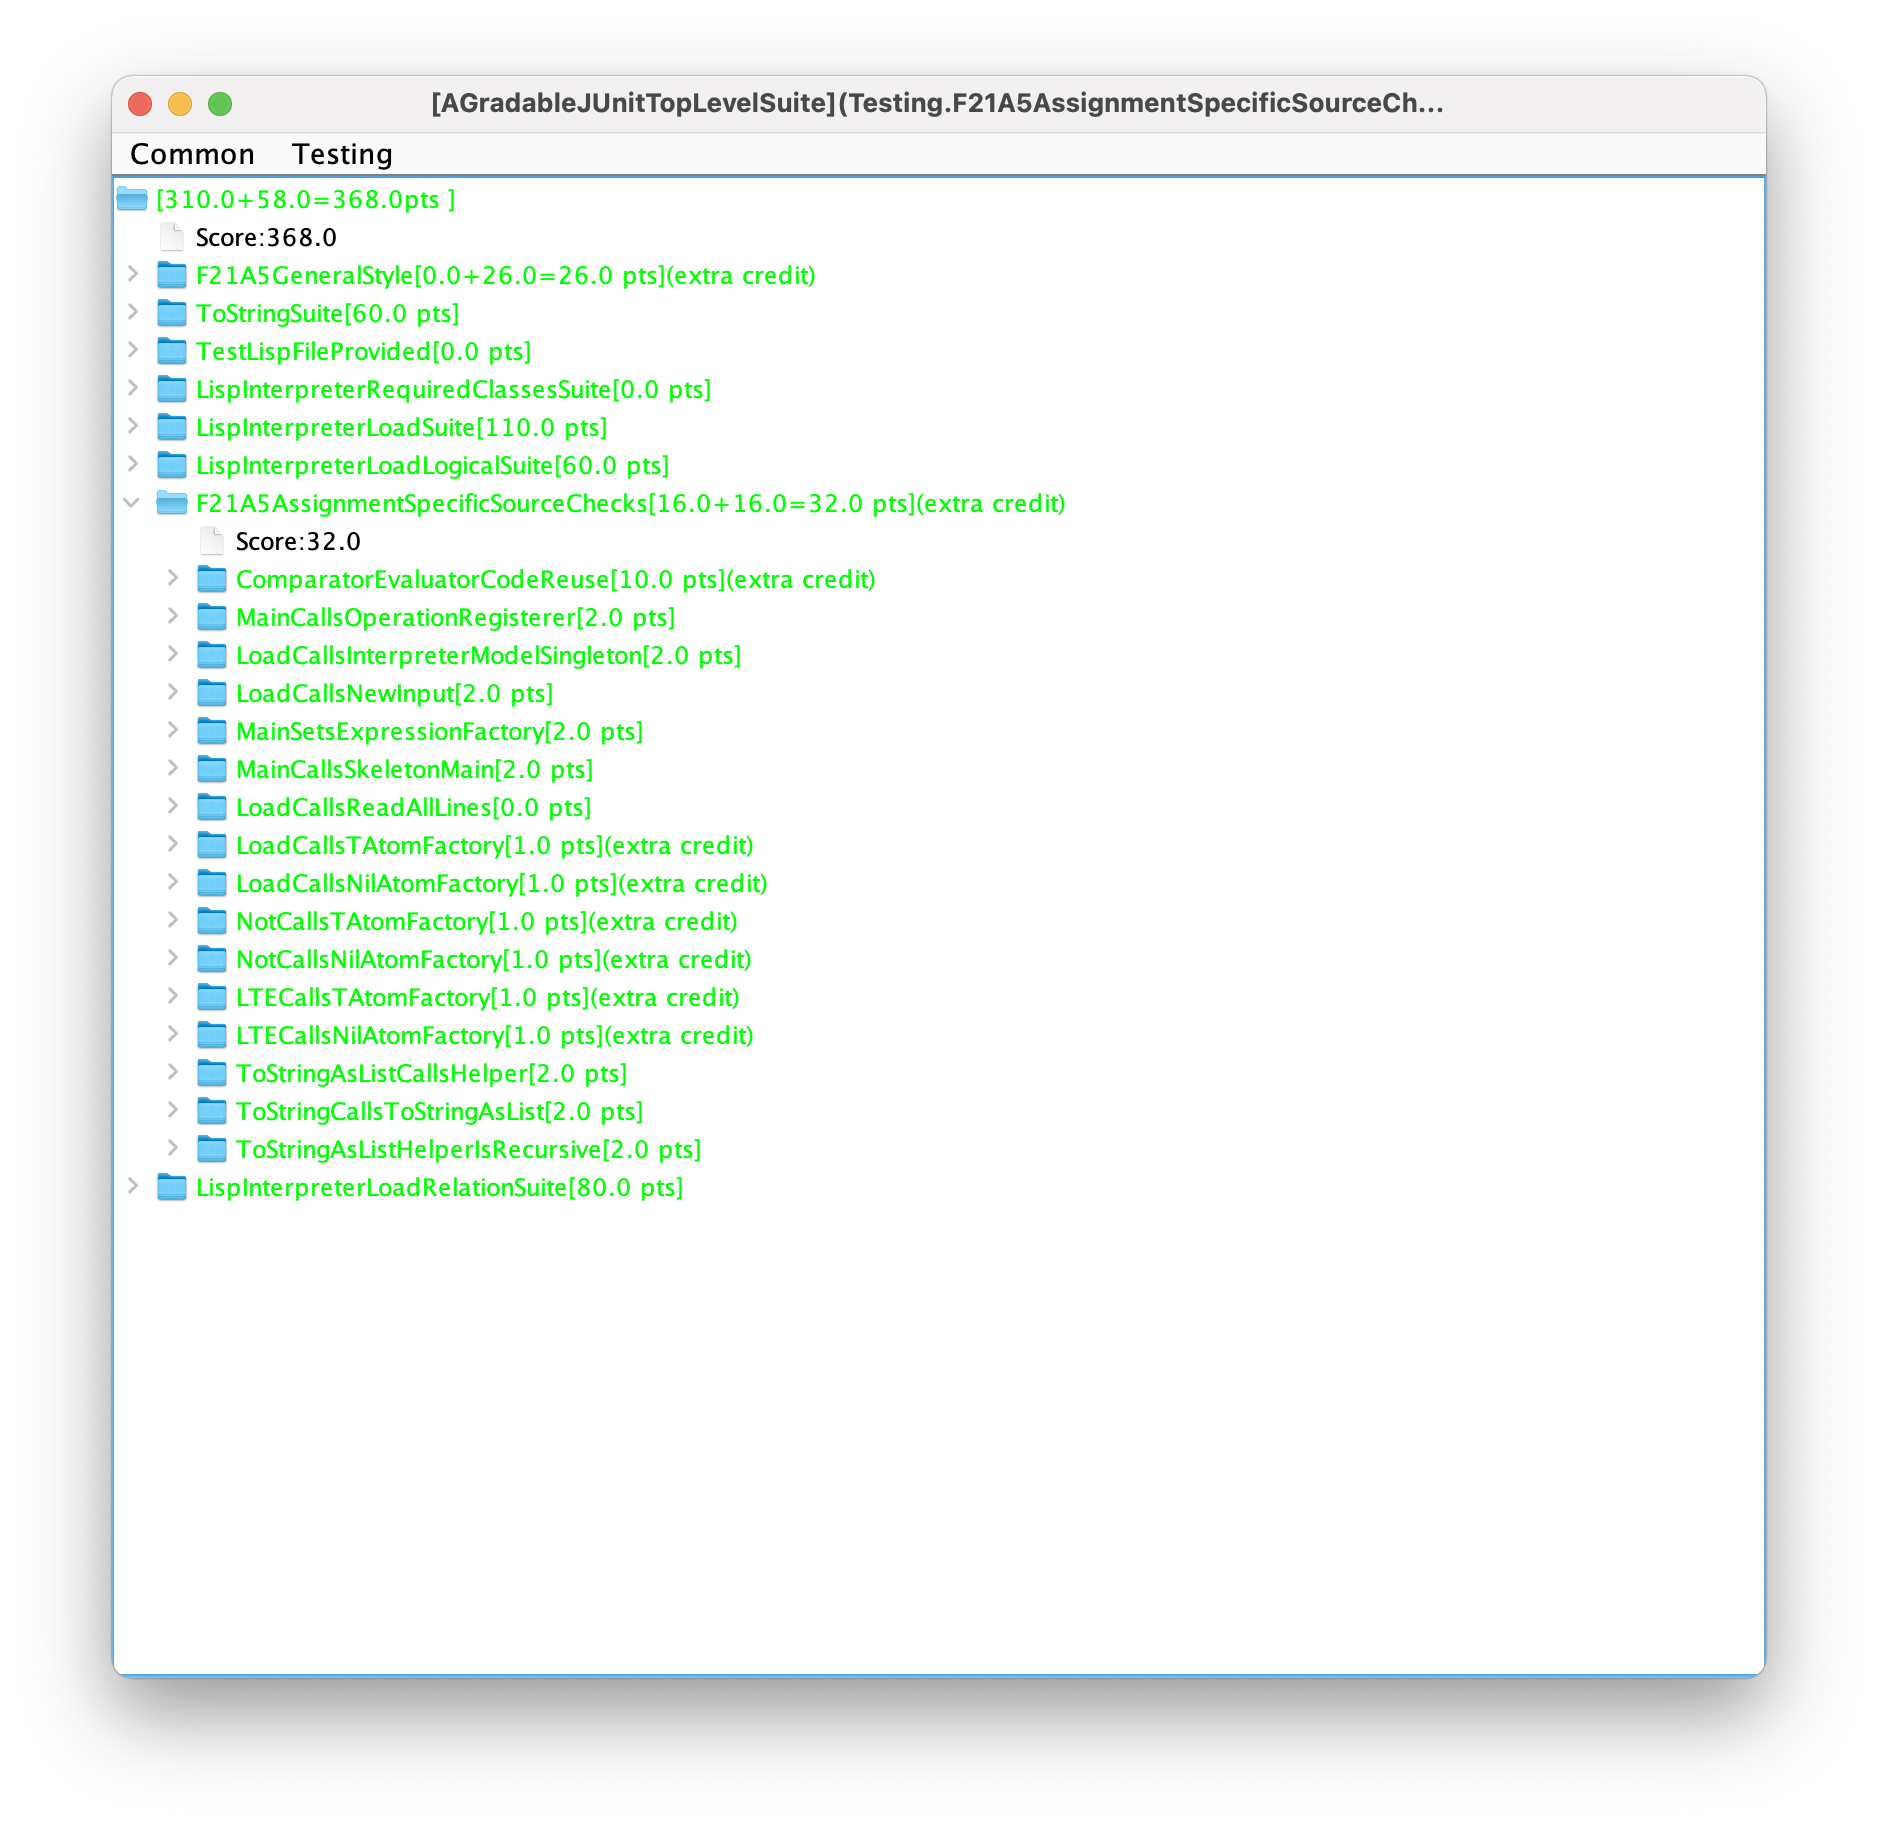 [AGradableJUnitTopLevelSuite](Testing.F21A5AssignmentSpecificSourceCh...
Common Testing
[310.0+58.0=368.0pts ]
Score:368.0
F21A5GeneralStyle[0.0+26.0=26.0 pts](extra credit)
ToStringSuite[60.0 pts]
TestLispFileProvided[0.0 pts]
LispInterpreterRequiredClassesSuite[0.0 pts]
LispInterpreterLoadSuite[110.0 pts]
LispInterpreterLoadLogicalSuite[60.0 pts]
F21A5AssignmentSpecificSourceChecks[16.0+16.0=32.0 pts](extra credit)
Score:32.0
ComparatorEvaluatorCodeReuse[10.0 pts](extra credit)
MainCallsOperationRegisterer[2.0 pts]
LoadCallsInterpreterModelSingleton[2.0 pts]
LoadCallsNewInput[2.0 pts]
MainSetsExpressionFactory[2.0 pts]
MainCallsSkeletonMain[2.0 pts]
LoadCallsReadAllLines[0.0 pts]
LoadCallsTAtomFactory[1.0 pts](extra credit)
LoadCallsNilAtomFactory[1.0 pts](extra credit)
NotCallsTAtomFactory[1.0 pts](extra credit)
NotCallsNilAtomFactory[1.0 pts](extra credit)
LTECallsTAtomFactory[1.0 pts](extra credit)
LTECallsNilAtomFactory[1.0 pts](extra credit)
ToStringAsListCallsHelper[2.0 pts]
ToStringCallsToStringAsList[2.0 pts]
ToStringAsListHelperIsRecursive[2.0 pts]
LispInterpreterLoadRelationSuite[80.0 pts]